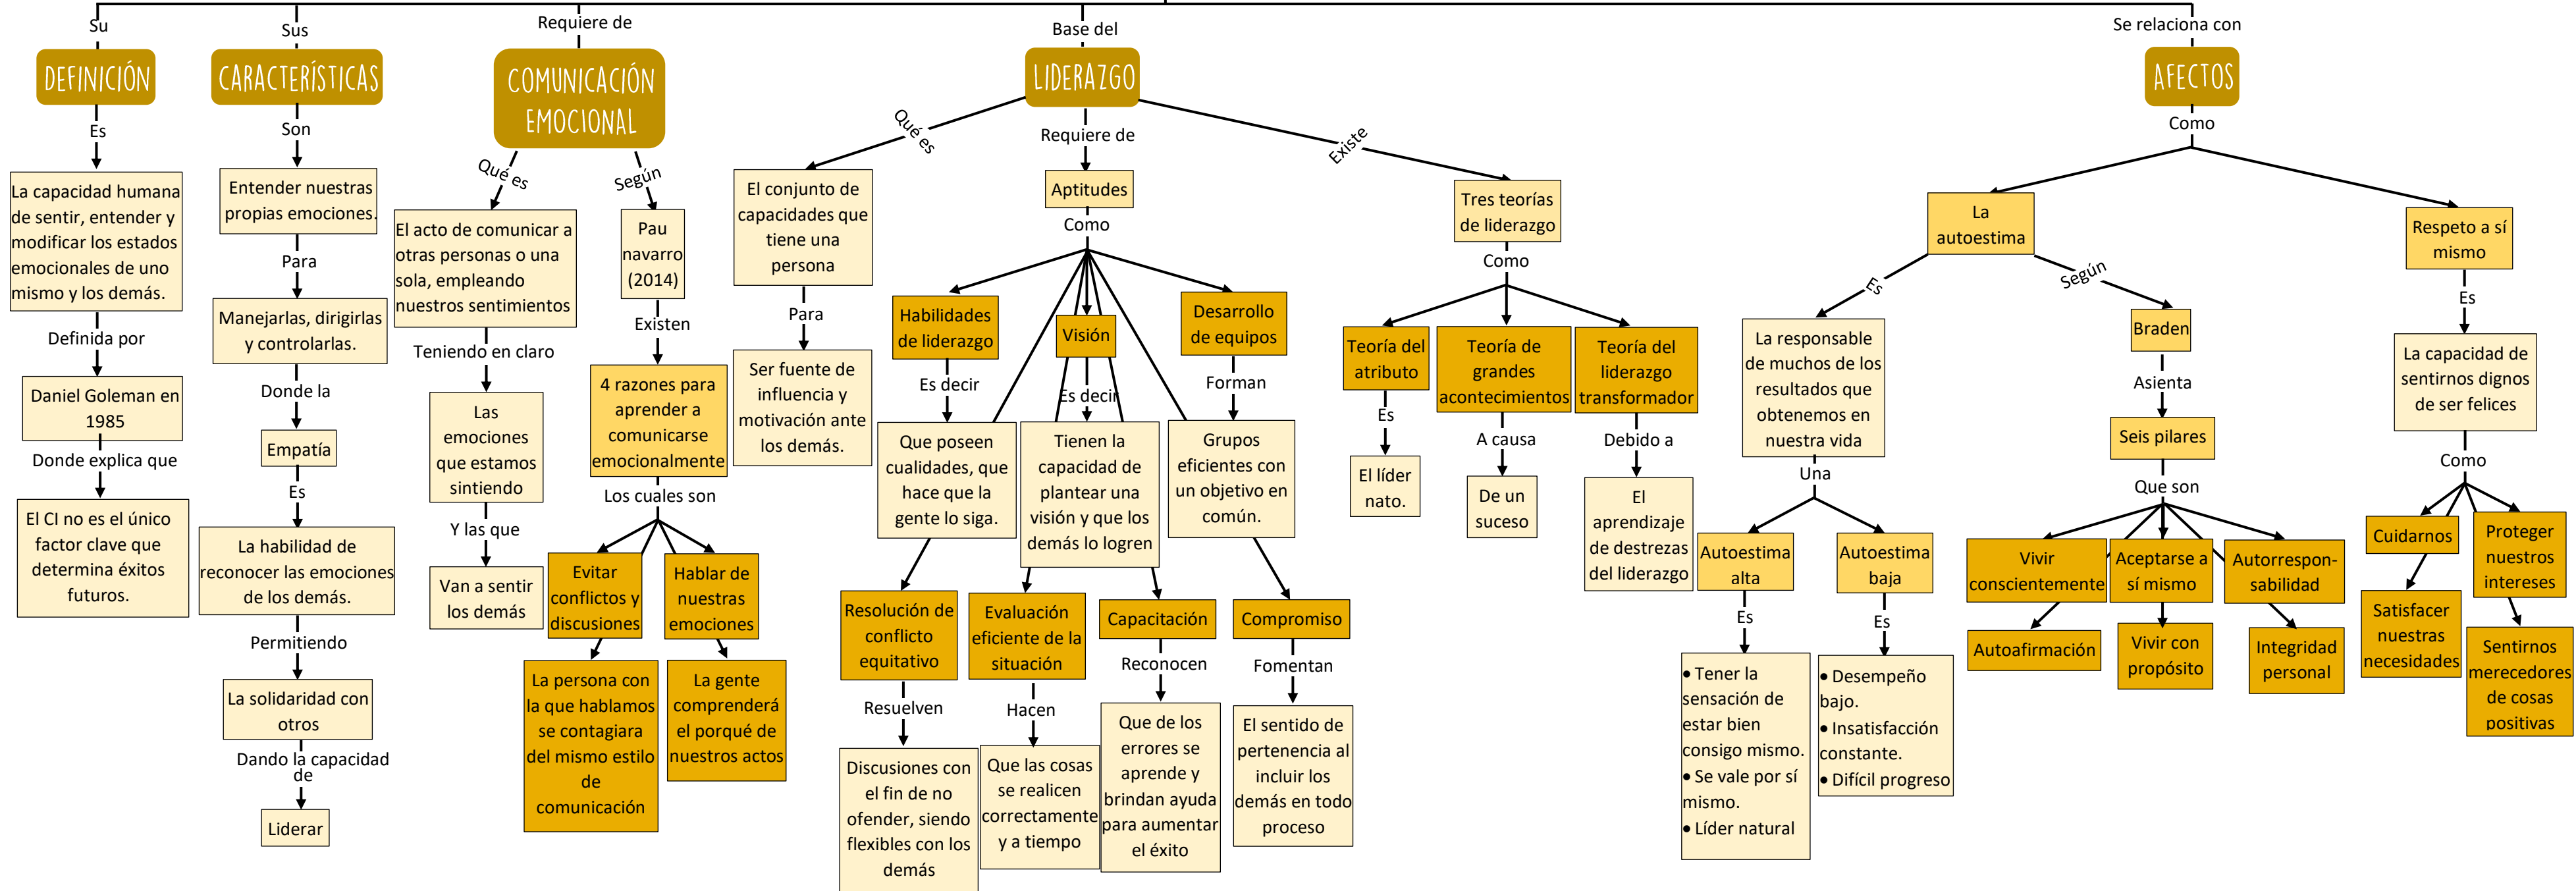 Su
DEFINICIÓN
Es
La capacidad humana
de sentir, entender y
modificar los estados
emocionales de uno
mismo y los demás.
Definida por
Daniel Goleman en
1985
Donde explica que
El CI no es el único
factor clave que
determina éxitos
futuros.
Sus
CARACTERÍSTICAS
Son
Entender nuestras
propias emociones.
Para
Manejarlas, dirigirlas
y controlarlas.
Donde la
Empatía
Es
La habilidad de
reconocer las emociones
de los demás.
Permitiendo
La solidaridad con
otros
Dando la capacidad
de
Liderar
Requiere de
COMUNICACIÓN
EMOCIONAL
Qué es
El acto de comunicar a
otras personas o una
sola, empleando
nuestros sentimientos
Teniendo en claro
Las
emociones
que estamos
sintiendo
Y las que
Van a sentir
los demás
Según
Pau
navarro
(2014)
Existen
4 razones para
aprender a
comunicarse
emocionalmente
Los cuales son
Evitar
conflictos y
discusiones
Hablar de
nuestras
emociones
La persona con
la que hablamos
se contagiara
del mismo estilo
de
comunicación
La gente
comprenderá
el porqué de
nuestros actos
Base del
LIDERAZGO
Qué es
El conjunto de
capacidades que
tiene una
persona
Para
Ser fuente de
influencia y
motivación ante
los demás.
Requiere de
Aptitudes
Como
Habilidades
de liderazgo
Es decir
Que poseen
cualidades, que
hace que la
gente lo siga.
Visión
Es decir
Tienen la
capacidad de
plantear una
visión y que los
demás lo logren
Desarrollo
de equipos
Forman
Grupos
eficientes con
un objetivo en
común.
Resolución de
conflicto
equitativo
Resuelven
Discusiones con
el fin de no
ofender, siendo
flexibles con los
demás
Evaluación
eficiente de la
situación
Hacen
Que las cosas
se realicen
correctamente
y a tiempo
Capacitación
Reconocen
Que de los
errores se
aprende y
brindan ayuda
para aumentar
el éxito
Compromiso
Fomentan
El sentido de
pertenencia al
incluir los
demás en todo
proceso
Existe
Tres teorías
de liderazgo
Como
Teoría del
atributo
Es
El líder
nato.
Teoría de
grandes
acontecimientos
A causa
De un
suceso
Teoría del
liderazgo
transformador
Debido a
El
aprendizaje
de destrezas
del liderazgo
Se relaciona con
AFECTOS
Como
La
autoestima
Es
La responsable
de muchos de los
resultados que
obtenemos en
nuestra vida
Una
Autoestima
alta
Es
• Tener la
sensación de
estar bien
consigo mismo.
• Se vale por sí
mismo.
• Líder natural
Autoestima
baja
Es
• Desempeño
bajo.
• Insatisfacción
constante.
• Difícil progreso
Según
Braden
Asienta
Seis pilares
Que son
Vivir
conscientemente
Aceptarse a
sí mismo
Autorrespon-
sabilidad
Autoafirmación
Vivir con
propósito
Integridad
personal
Respeto a sí
mismo
Es
La capacidad de
sentirnos dignos
de ser felices
Como
Cuidarnos
Proteger
nuestros
intereses
Satisfacer
nuestras
necesidades
Sentirnos
merecedores
de cosas
positivas